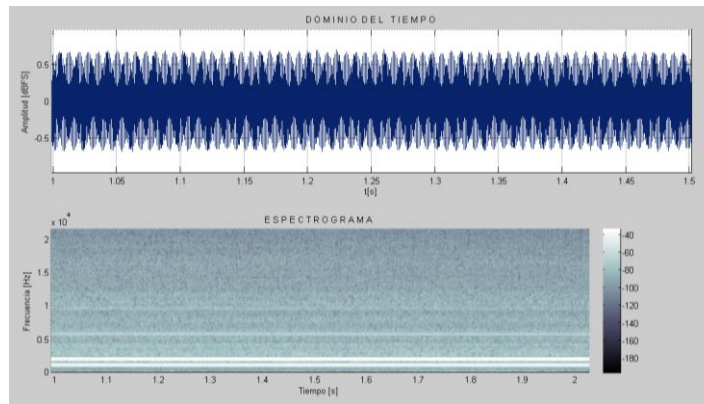 DOMINIO DEL TIEMPO
Amplitud [dBFS]
0.5
0
-0.5
1 1.05 1.1 1.15 1.2 1.25 1.3 1.35 1.4 1.45 1.5
t[s]
ESPECTROGRAMA
x 10⁴
Frecuencia [Hz]
2
1.5
1
0.5
0
1 1.1 1.2 1.3 1.4 1.5 1.6 1.7 1.8 1.9 2
Tiempo [s]
-40
-60
-80
-100
-120
-140
-160
-180